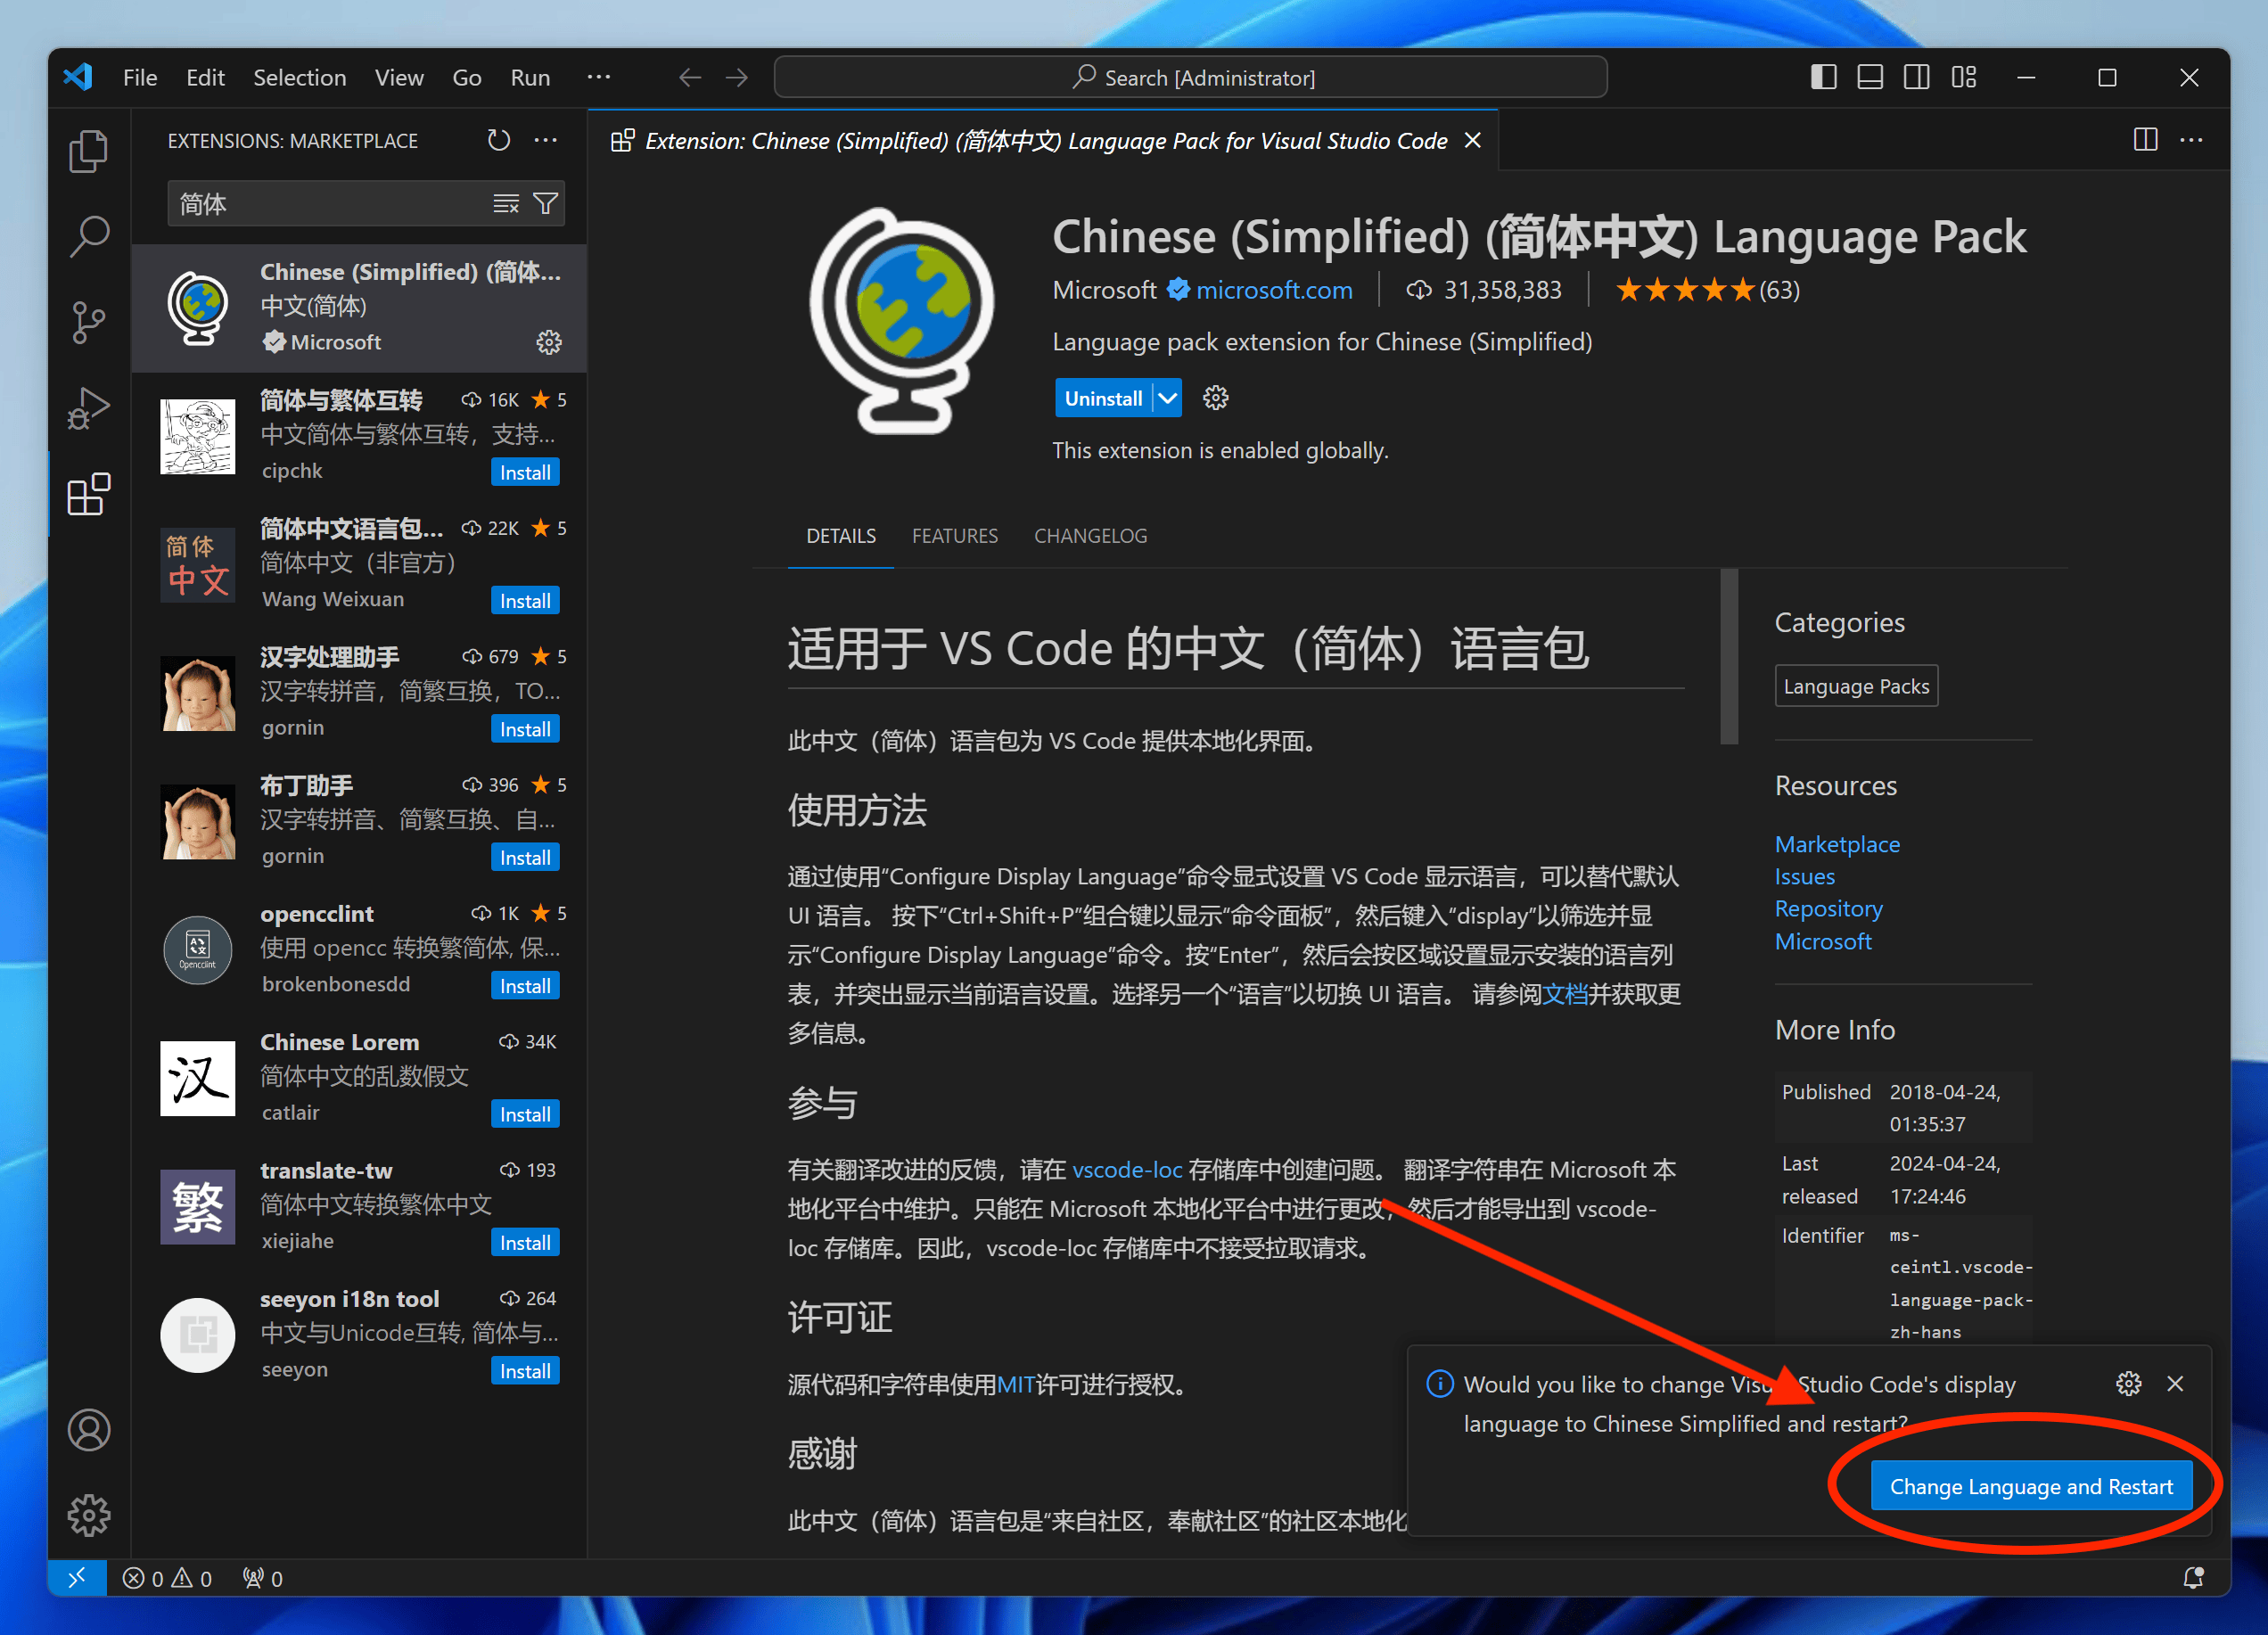 File Edit Selection View Go Run ···
Search [Administrator]
EXTENSIONS: MARKETPLACE
简体
Chinese (Simplified) (简体...
中文(简体)
Microsoft
简体与繁体互转 16K ★ 5
中文简体与繁体互转，支持...
cipchk Install
简体中文
简体中文语言包... 22K ★ 5
简体中文（非官方）
Wang Weixuan Install
汉字处理助手 679 ★ 5
汉字转拼音，简繁互换，TO...
gornin Install
布丁助手 396 ★ 5
汉字转拼音、简繁互换、自...
gornin Install
Opencclint
opencclint 1K ★ 5
使用 opencc 转换繁简体, 保...
brokenbonesdd Install
汉
Chinese Lorem 34K
简体中文的乱数假文
catlair Install
繁
translate-tw 193
简体中文转换繁体中文
xiejiahe Install
seeyon i18n tool 264
中文与Unicode互转, 简体与...
seeyon Install
Extension: Chinese (Simplified) (简体中文) Language Pack for Visual Studio Code
Chinese (Simplified) (简体中文) Language Pack
Microsoft microsoft.com 31,358,383 ★★★★★(63)
Language pack extension for Chinese (Simplified)
Uninstall
This extension is enabled globally.
DETAILS FEATURES CHANGELOG
适用于 VS Code 的中文（简体）语言包
此中文（简体）语言包为 VS Code 提供本地化界面。
使用方法
通过使用“Configure Display Language”命令显式设置 VS Code 显示语言，可以替代默认
UI 语言。 按下“Ctrl+Shift+P”组合键以显示“命令面板”，然后键入“display”以筛选并显
示“Configure Display Language”命令。按“Enter”，然后会按区域设置显示安装的语言列
表，并突出显示当前语言设置。选择另一个“语言”以切换 UI 语言。 请参阅文档并获取更
多信息。
参与
有关翻译改进的反馈，请在 vscode-loc 存储库中创建问题。 翻译字符串在 Microsoft 本
地化平台中维护。只能在 Microsoft 本地化平台中进行更改，然后才能导出到 vscode-
loc 存储库。因此，vscode-loc 存储库中不接受拉取请求。
许可证
源代码和字符串使用MIT许可进行授权。
感谢
此中文（简体）语言包是“来自社区，奉献社区”的社区本地化
Categories
Language Packs
Resources
Marketplace
Issues
Repository
Microsoft
More Info
Published 2018-04-24,
01:35:37
Last 2024-04-24,
released 17:24:46
Identifier ms-
ceintl.vscode-
language-pack-
zh-hans
Would you like to change Visual Studio Code's display
language to Chinese Simplified and restart?
Change Language and Restart
0 0 0